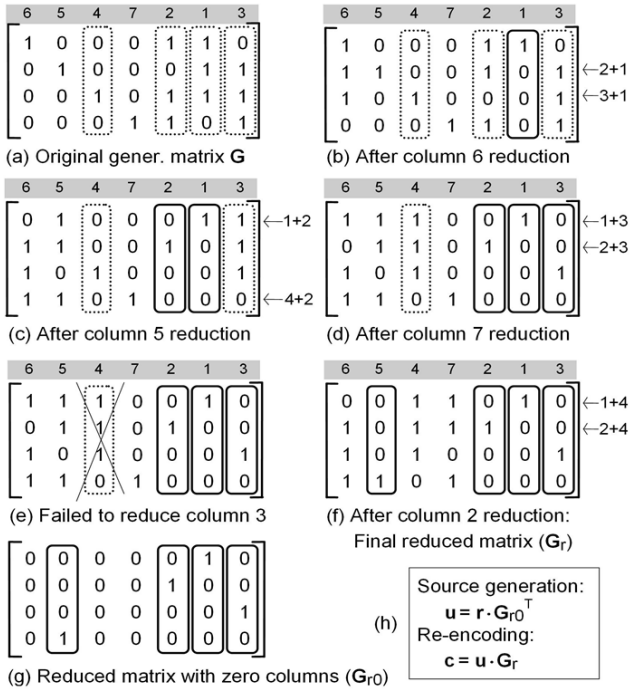 6 5 4 7 2 1 3
1 0 0 0 1 1 0
0 1 0 0 0 1 1
0 0 1 0 1 1 1
0 0 0 1 1 0 1
(a) Original gener. matrix G
6 5 4 7 2 1 3
1 0 0 0 1 1 0
1 1 0 0 1 0 1 ←2+1
1 0 1 0 0 0 1 ←3+1
0 0 0 1 1 0 1
(b) After column 6 reduction
6 5 4 7 2 1 3
0 1 0 0 0 1 1 ←1+2
1 1 0 0 1 0 1
1 0 1 0 0 0 1
1 1 0 1 0 0 0 ←4+2
(c) After column 5 reduction
6 5 4 7 2 1 3
1 1 1 0 0 1 0 ←1+3
0 1 1 0 1 0 0 ←2+3
1 0 1 0 0 0 1
1 1 0 1 0 0 0
(d) After column 7 reduction
6 5 4 7 2 1 3
1 1 1 0 0 1 0
0 1 1 0 1 0 0
1 0 1 0 0 0 1
1 1 0 1 0 0 0
(e) Failed to reduce column 3
6 5 4 7 2 1 3
0 0 1 1 0 1 0 ←1+4
1 0 1 1 1 0 0 ←2+4
1 0 1 0 0 0 1
1 1 0 1 0 0 0
(f) After column 2 reduction:
Final reduced matrix (Gr)
0 0 0 0 0 1 0
0 0 0 0 1 0 0
0 0 0 0 0 0 1
0 1 0 0 0 0 0
(g) Reduced matrix with zero columns (Gr0)
(h)
Source generation:
u = r · Gr0^T
Re-encoding:
c = u · Gr